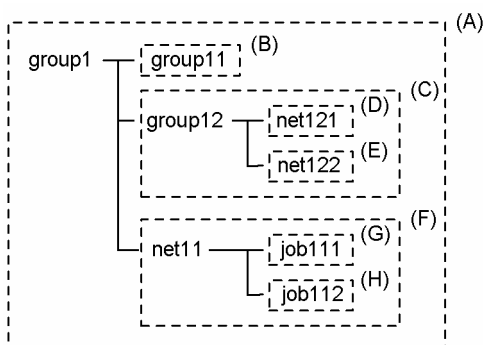 (A)
group1
group11
(B)
(C)
group12
net121
(D)
net122
(E)
(F)
net11
job111
(G)
job112
(H)